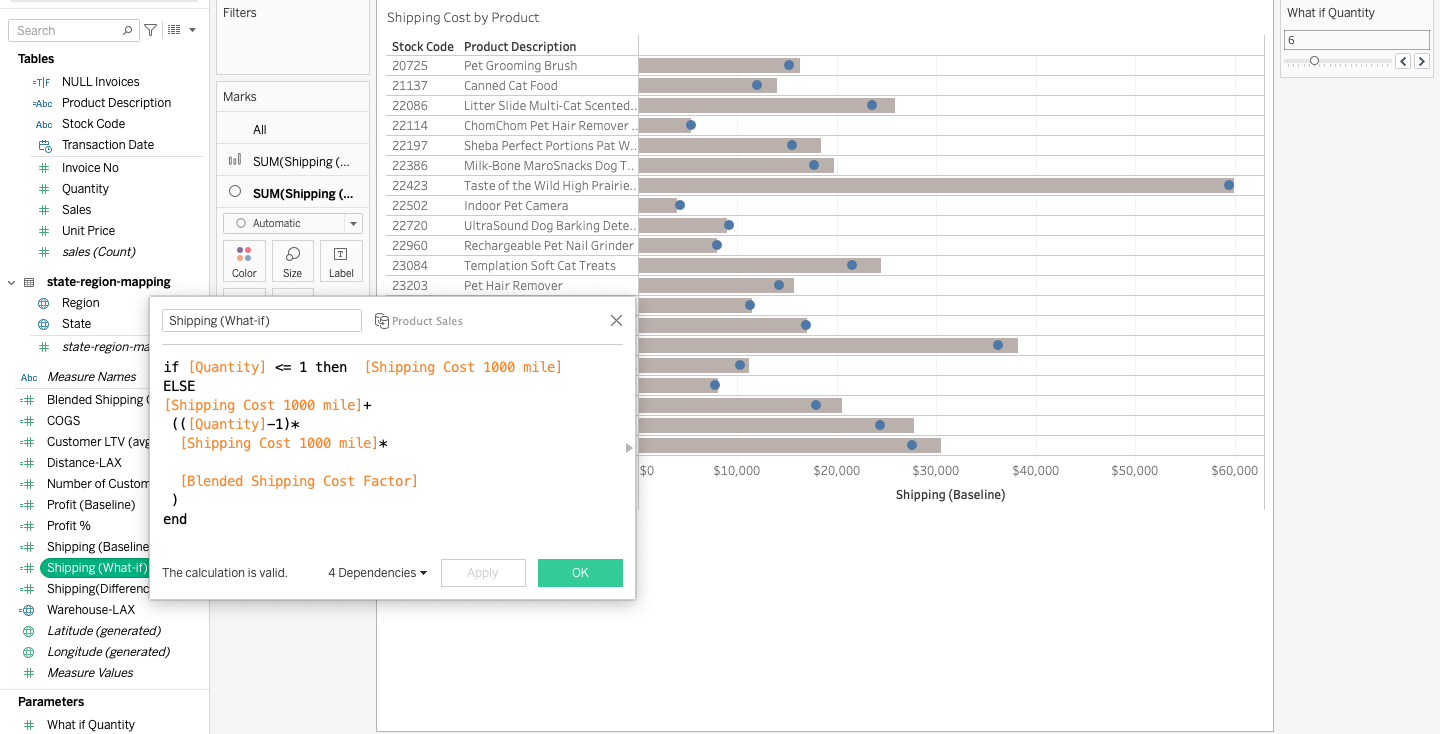 Search
Tables
=T|F NULL Invoices
=Abc Product Description
Abc Stock Code
Transaction Date
Invoice No
Quantity
Sales
Unit Price
sales (Count)
state-region-mapping
Region
State
state-region-ma
Abc Measure Names
Blended Shipping C
COGS
Customer LTV (avg
Distance-LAX
Number of Custom
Profit (Baseline)
Profit %
Shipping (Baseline
Shipping (What-if)
Shipping(Differenc
Warehouse-LAX
Latitude (generated)
Longitude (generated)
Measure Values
Parameters
What if Quantity
Filters
Marks
All
SUM(Shipping (...
SUM(Shipping (...
Automatic
Color Size Label
Shipping Cost by Product
Stock Code Product Description
20725 Pet Grooming Brush
21137 Canned Cat Food
22086 Litter Slide Multi-Cat Scented..
22114 ChomChom Pet Hair Remover ..
22197 Sheba Perfect Portions Pat W..
22386 Milk-Bone MaroSnacks Dog T..
22423 Taste of the Wild High Prairie..
22502 Indoor Pet Camera
22720 UltraSound Dog Barking Dete..
22960 Rechargeable Pet Nail Grinder
23084 Templation Soft Cat Treats
23203 Pet Hair Remover
$0 $10,000 $20,000 $30,000 $40,000 $50,000 $60,000
Shipping (Baseline)
Shipping (What-if) Product Sales
if [Quantity] <= 1 then [Shipping Cost 1000 mile]
ELSE
[Shipping Cost 1000 mile]+
(([Quantity]-1)*
[Shipping Cost 1000 mile]*
[Blended Shipping Cost Factor]
)
end
The calculation is valid. 4 Dependencies Apply OK
What if Quantity
6